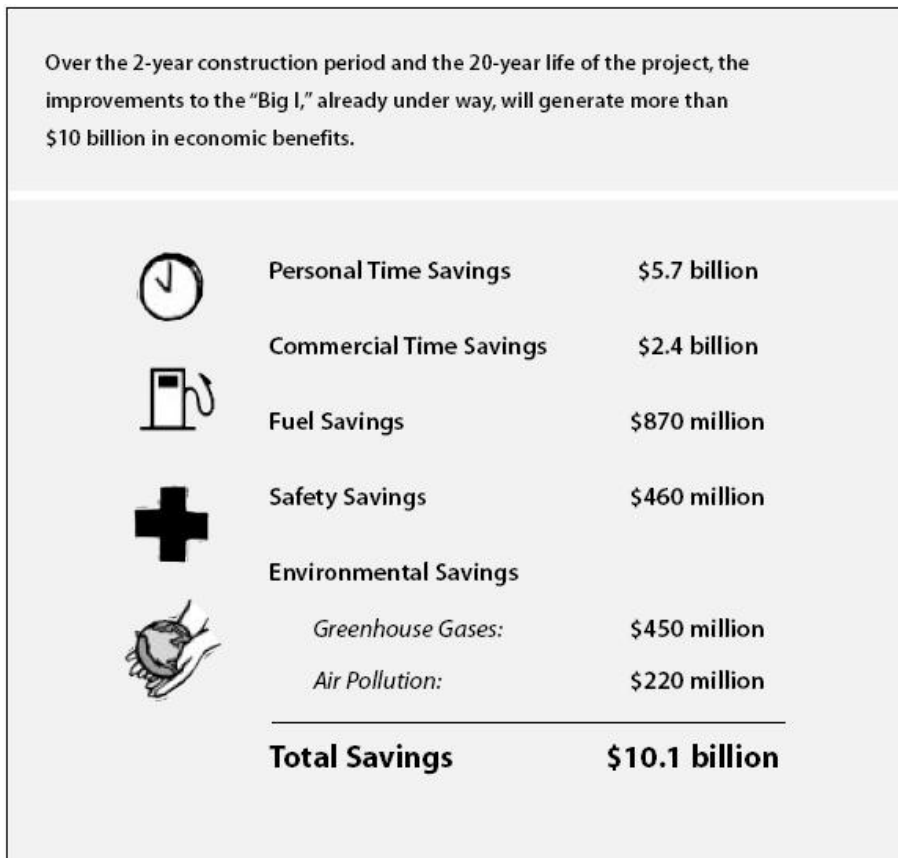 Over the 2-year construction period and the 20-year life of the project, the
improvements to the “Big I,” already under way, will generate more than
$10 billion in economic benefits.
Personal Time Savings $5.7 billion
Commercial Time Savings $2.4 billion
Fuel Savings $870 million
Safety Savings $460 million
Environmental Savings
Greenhouse Gases: $450 million
Air Pollution: $220 million
Total Savings $10.1 billion